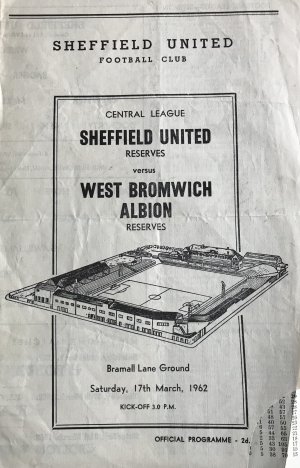 SHEFFIELD UNITED
FOOTBALL CLUB
CENTRAL LEAGUE
SHEFFIELD UNITED
RESERVES
versus
WEST BROMWICH
ALBION
RESERVES
Bramall Lane Ground
Saturday, 17th March, 1962
KICK-OFF 3.0 P.M.
OFFICIAL PROGRAMME - 2d.